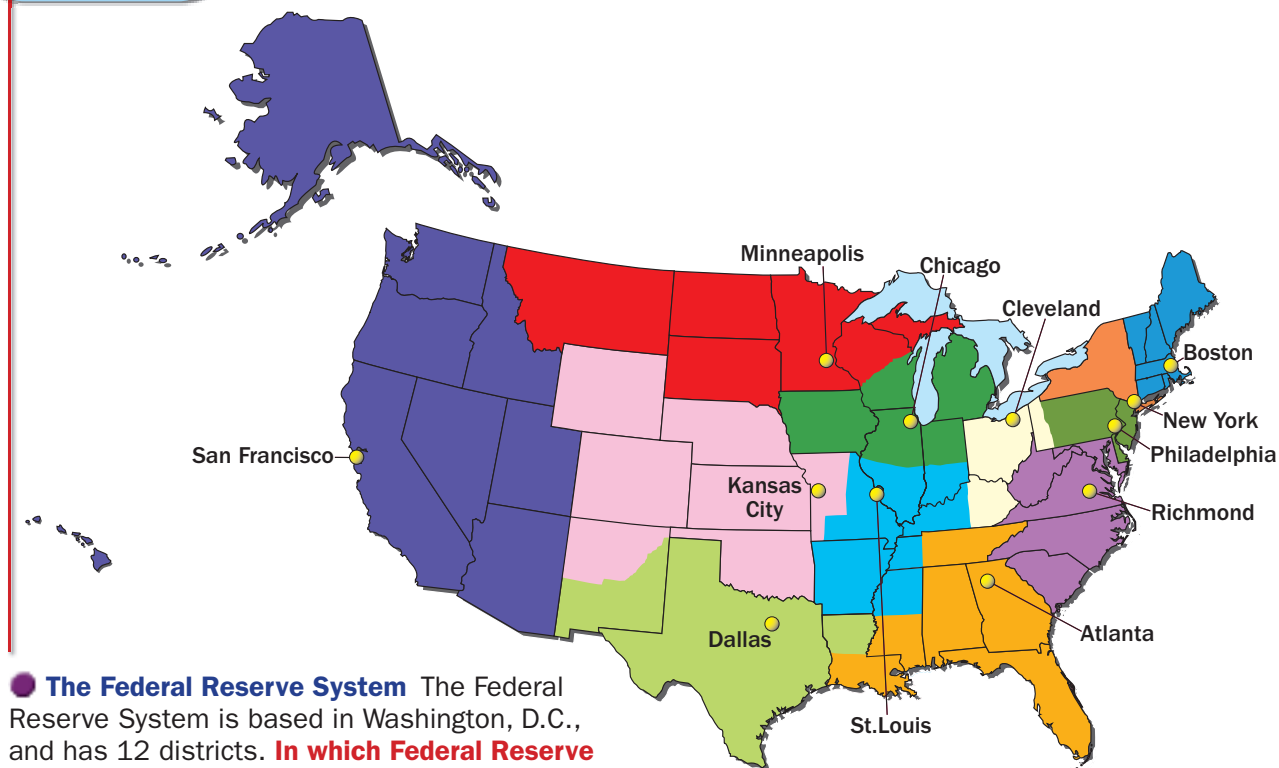 Minneapolis
Chicago
Cleveland
Boston
New York
San Francisco
Philadelphia
Kansas
City
Richmond
Dallas
Atlanta
St.Louis
The Federal Reserve System The Federal
Reserve System is based in Washington, D.C.,
and has 12 districts. In which Federal Reserve